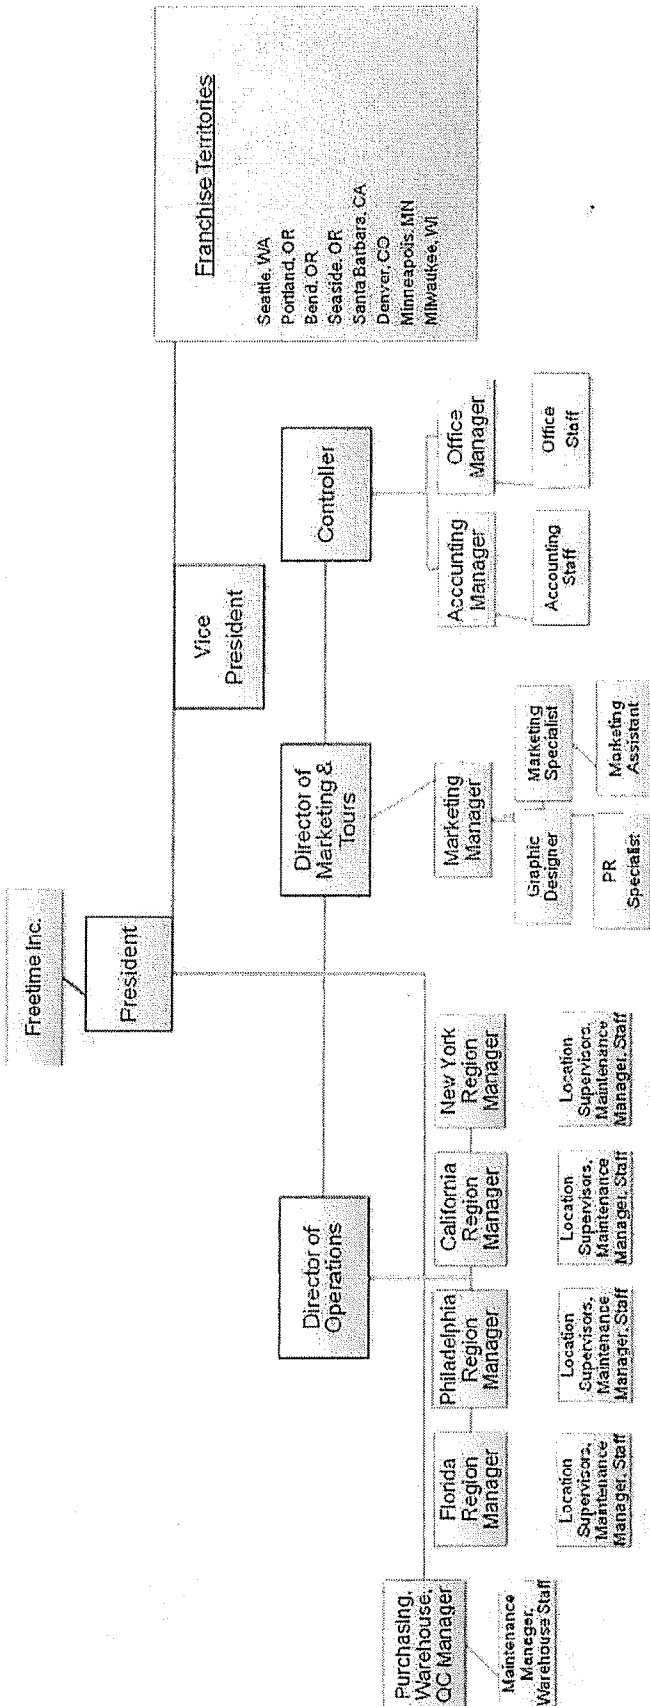 Freetime Inc.
President
Vice
President
Franchise Territories
Seattle, WA
Portland, OR
Bend, OR
Seaside, OR
Santa Barbara, CA
Denver, CO
Minneapolis, MN
Milwaukee, WI
Director of
Operations
Director of
Marketing &
Tours
Controller
Purchasing,
Warehouse,
QC Manager
Maintenance
Manager,
Warehouse Staff
Florida
Region
Manager
Philadelphia
Region
Manager
California
Region
Manager
New York
Region
Manager
Location
Supervisors,
Maintenance
Manager, Staff
Location
Supervisors,
Maintenance
Manager, Staff
Location
Supervisors,
Maintenance
Manager, Staff
Location
Supervisors,
Maintenance
Manager, Staff
Marketing
Manager
Graphic
Designer
Marketing
Specialist
PR
Specialist
Marketing
Assistant
Accounting
Manager
Office
Manager
Accounting
Staff
Office
Staff